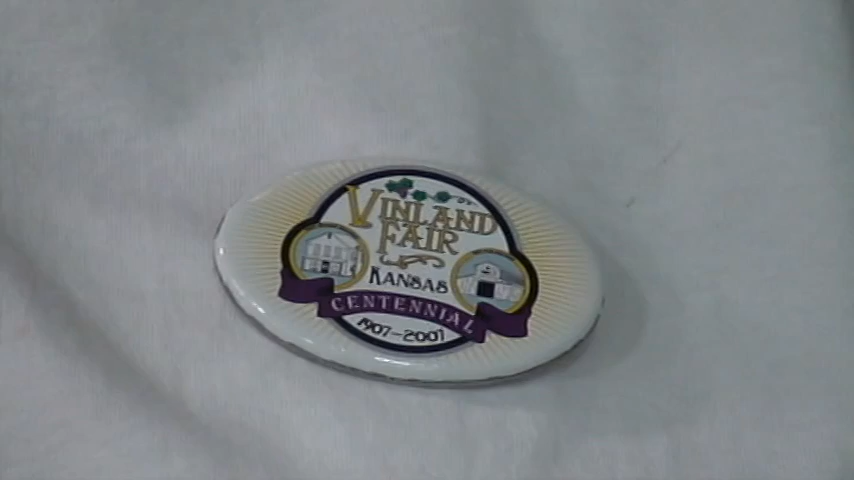 VINLAND
FAIR
KANSAS
CENTENNIAL
1907-2007